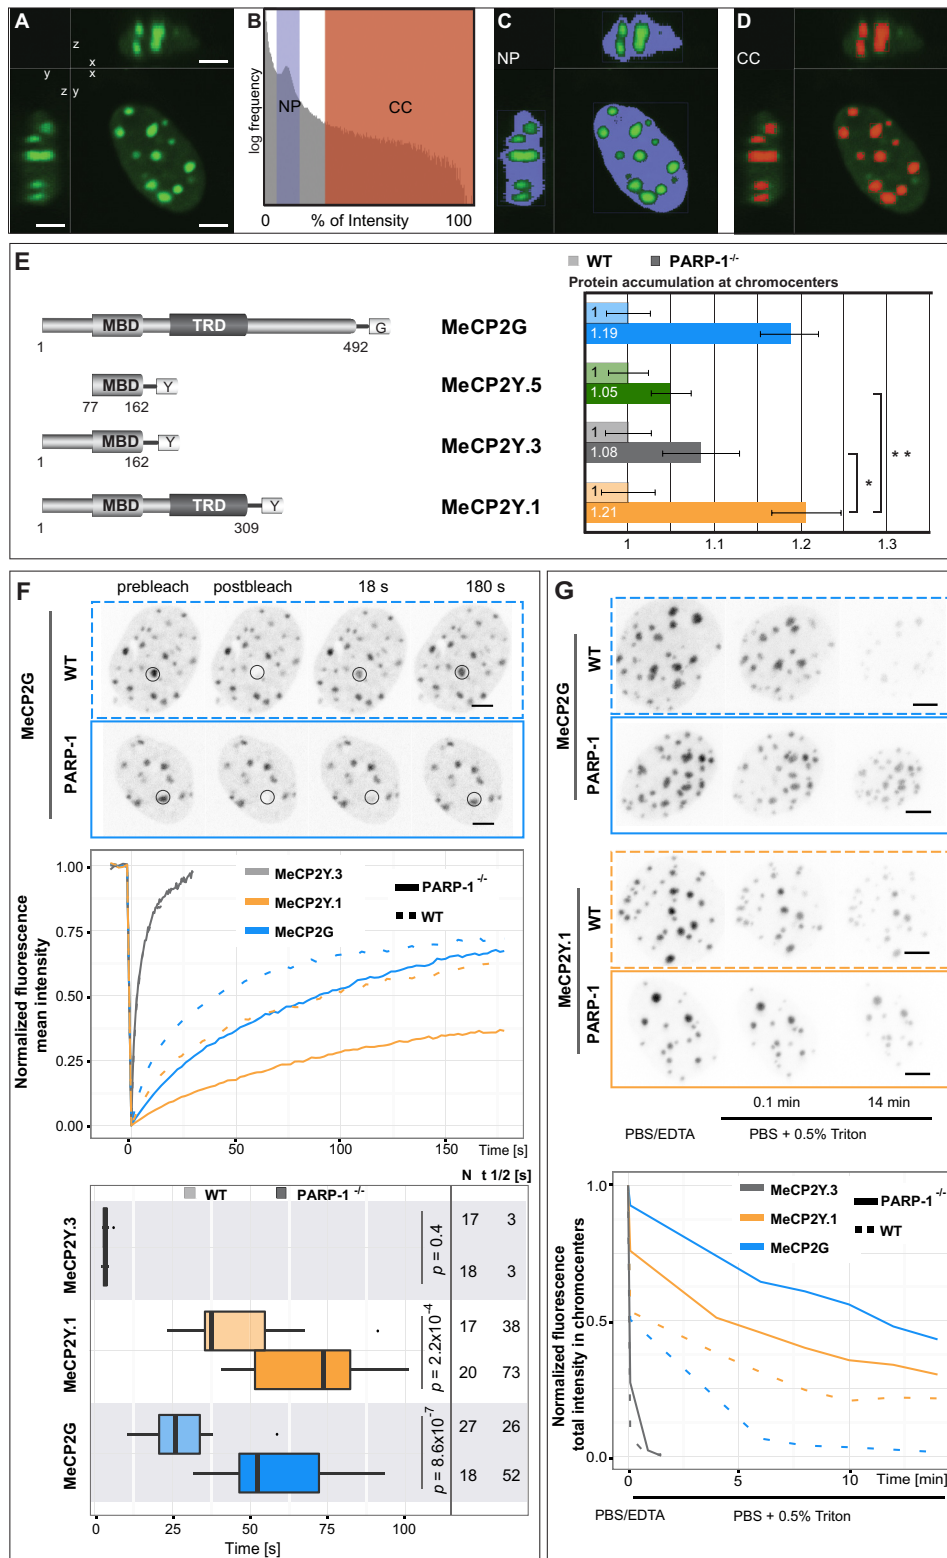 A
z
x
y
x
z
y
B
log frequency
NP
CC
0
% of Intensity
100
C
NP
D
CC
E
WT
PARP-1-/-
Protein accumulation at chromocenters
MBD
TRD
G
1
492
MeCP2G
1
1.19
MBD
Y
77
162
MeCP2Y.5
1
1.05
MBD
Y
1
162
MeCP2Y.3
1
1.08
MBD
TRD
Y
1
309
MeCP2Y.1
1
1.21
*
* *
1
1.1
1.2
1.3
F
prebleach
postbleach
18 s
180 s
MeCP2G
WT
PARP-1
Normalized fluorescence
mean intensity
1.00
0.75
0.50
0.25
0.00
MeCP2Y.3
MeCP2Y.1
MeCP2G
PARP-1-/-
WT
0
50
100
150
Time [s]
WT
PARP-1-/-
N
t 1/2 [s]
MeCP2Y.3
p = 0.4
17
3
18
3
MeCP2Y.1
p = 2.2x10-4
17
38
20
73
MeCP2G
p = 8.6x10-7
27
26
18
52
0
25
50
75
100
Time [s]
G
MeCP2G
WT
PARP-1
MeCP2Y.1
WT
PARP-1
0.1 min
14 min
PBS/EDTA
PBS + 0.5% Triton
Normalized fluorescence
total intensity in chromocenters
1.0
0.5
0.0
MeCP2Y.3
MeCP2Y.1
MeCP2G
PARP-1-/-
WT
0
5
10
Time [min]
PBS/EDTA
PBS + 0.5% Triton